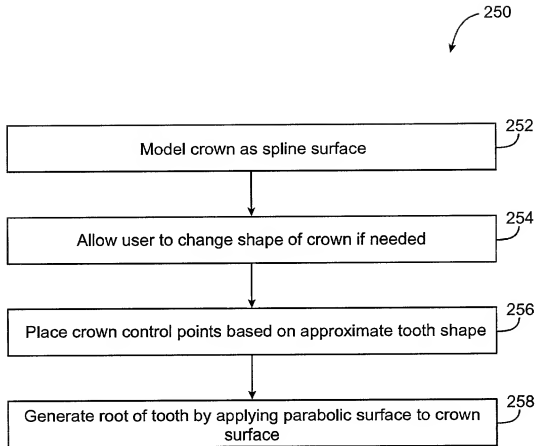 250
252
Model crown as spline surface
254
Allow user to change shape of crown if needed
256
Place crown control points based on approximate tooth shape
258
Generate root of tooth by applying parabolic surface to crown
surface